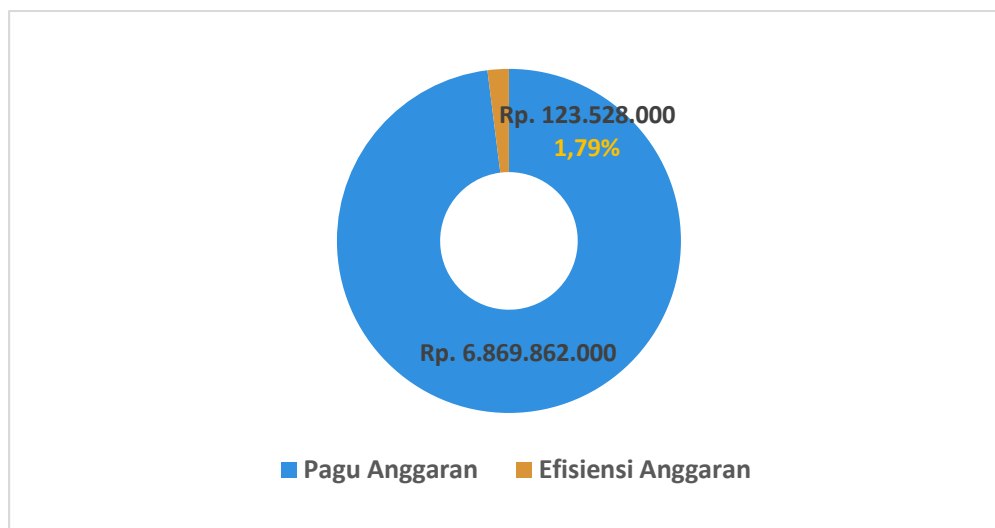 Rp. 123.528.000
1,79%
Rp. 6.869.862.000
Pagu Anggaran
Efisiensi Anggaran